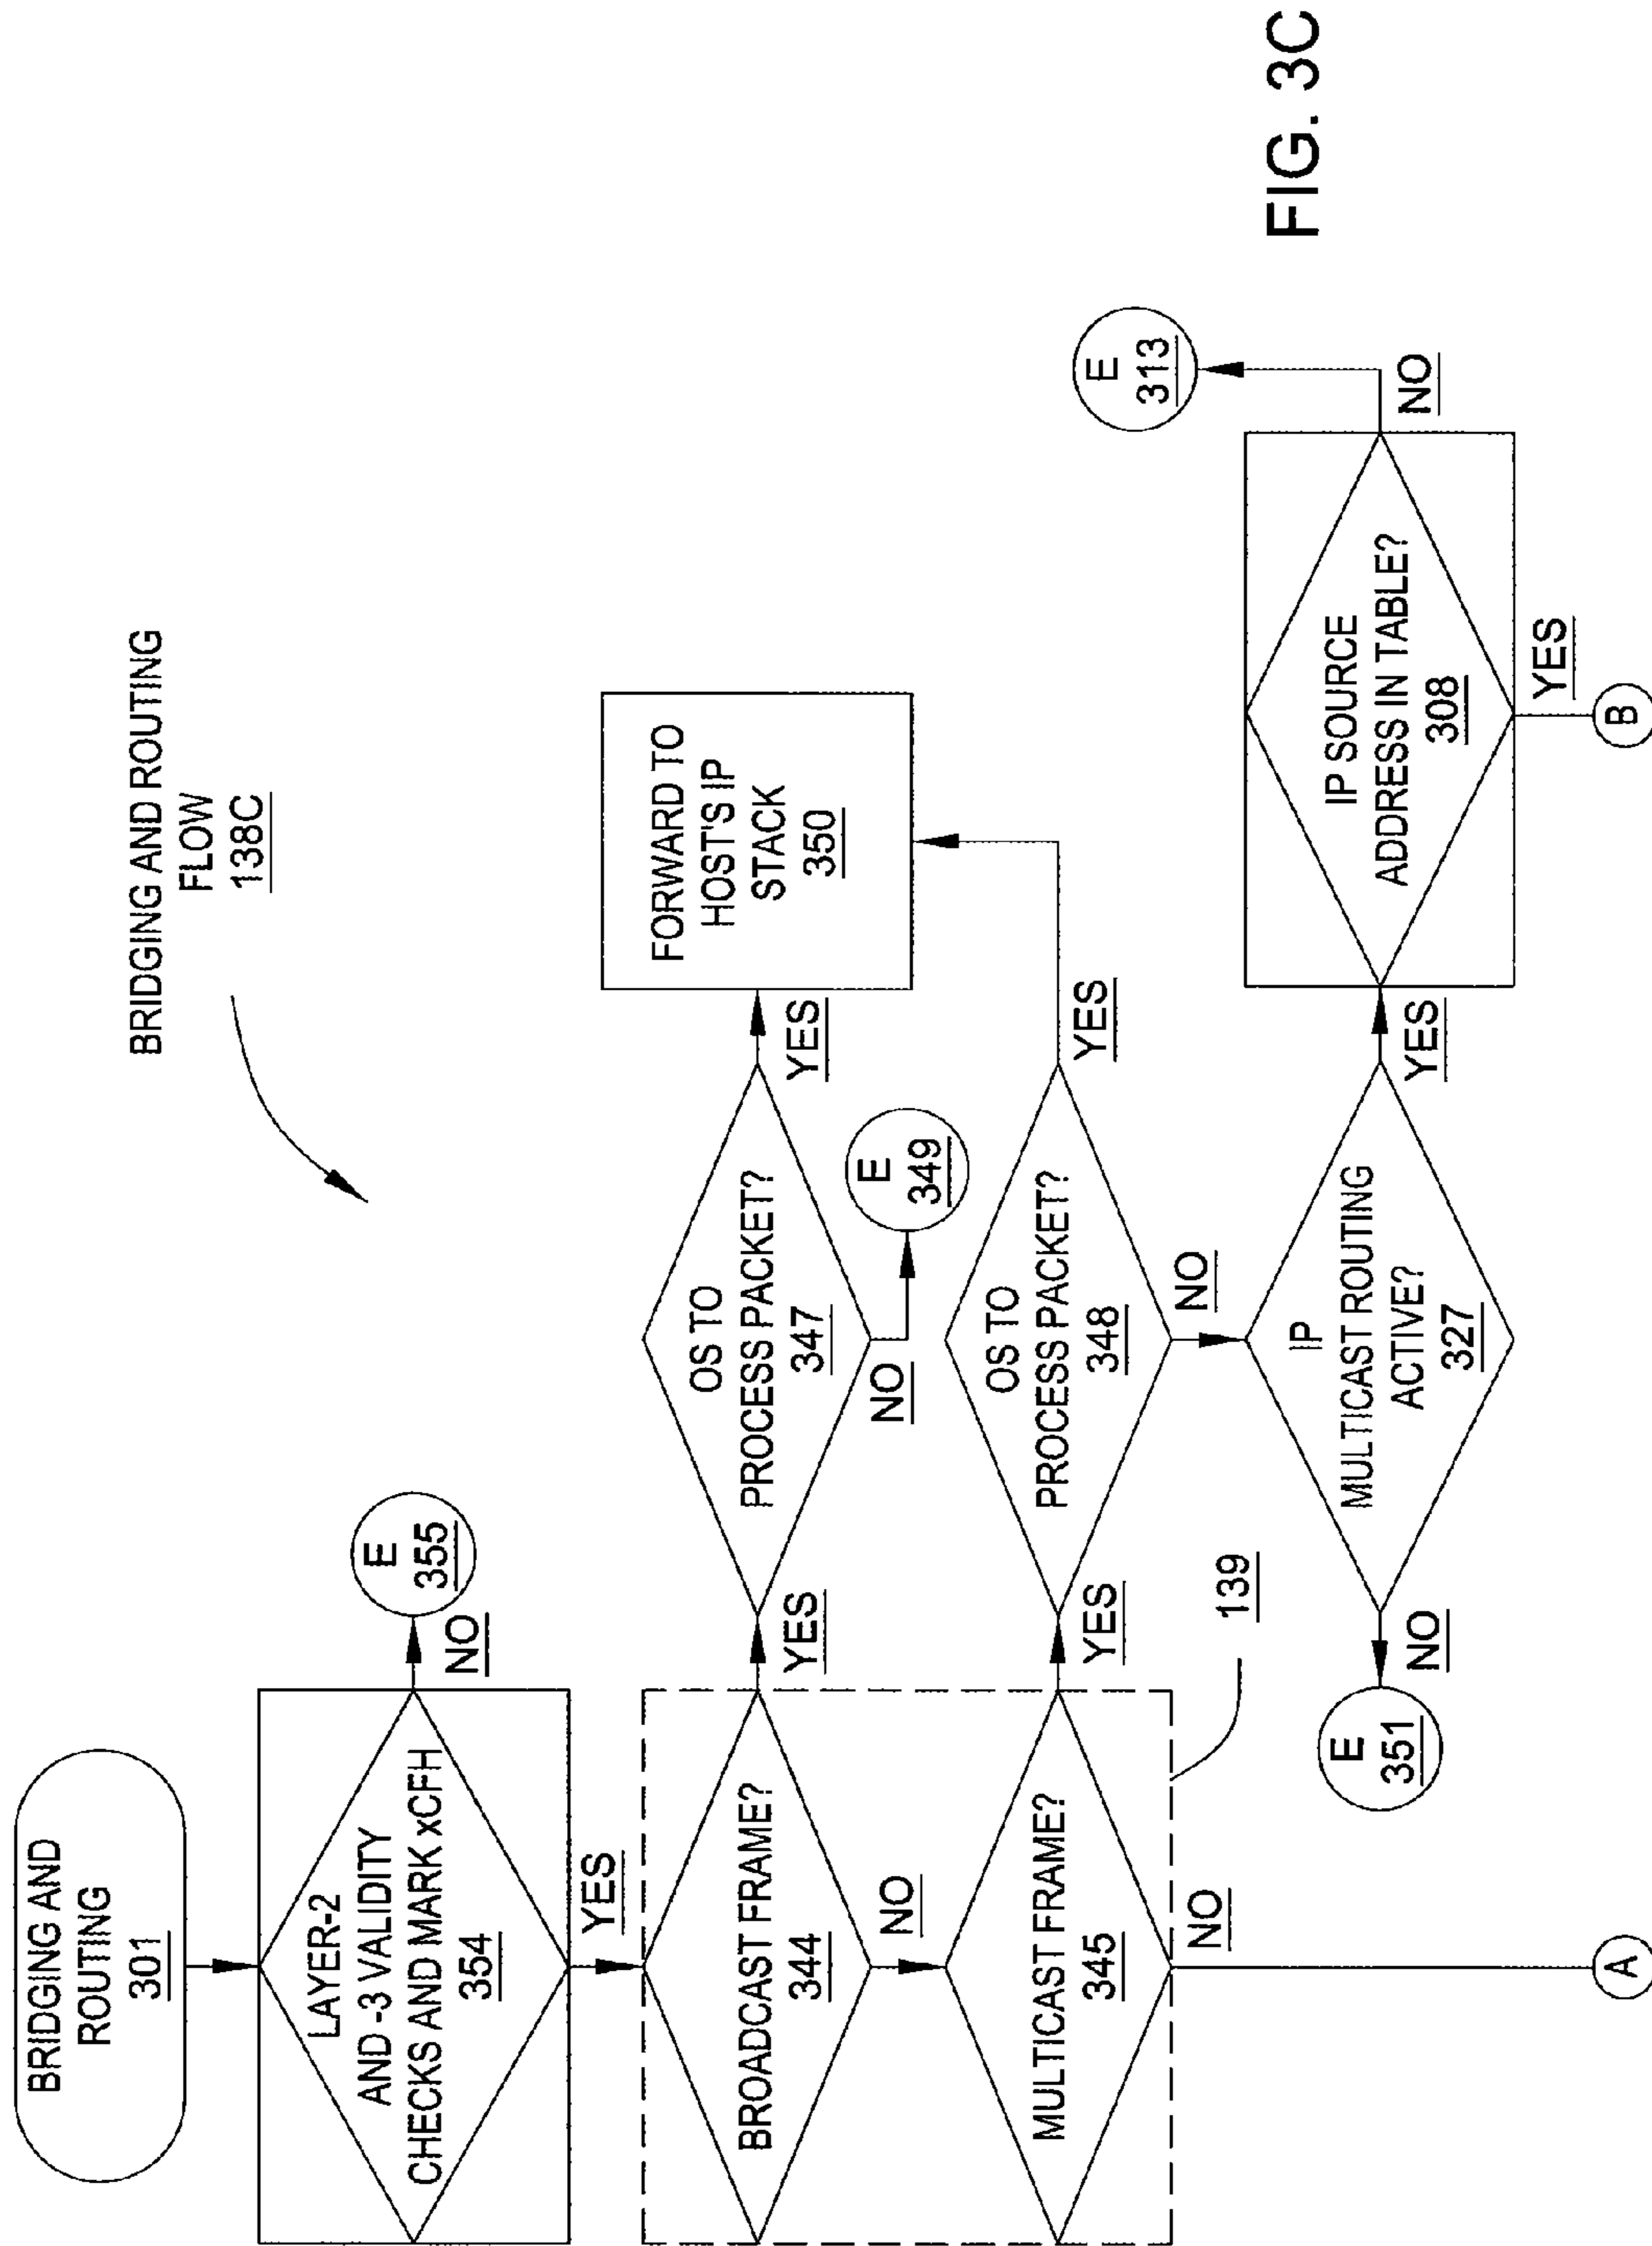 BRIDGING AND ROUTING
FLOW
138C
BRIDGING AND
ROUTING
301
LAYER-2
AND -3 VALIDITY
CHECKS AND MARK xCFH
354
NO
E
355
YES
BROADCAST FRAME?
344
YES
OS TO
PROCESS PACKET?
347
YES
FORWARD TO
HOST'S IP
STACK
350
NO
E
349
NO
MULTICAST FRAME?
345
YES
OS TO
PROCESS PACKET?
348
YES
NO
139
NO
IP
MULTICAST ROUTING
ACTIVE?
327
NO
E
351
YES
IP SOURCE
ADDRESS IN TABLE?
308
NO
E
313
YES
A
B
FIG. 3C